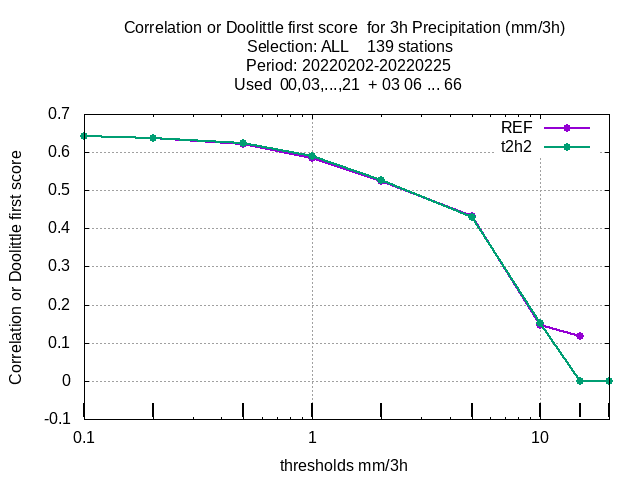 Correlation or Doolittle first score  for 3h Precipitation (mm/3h)
Selection: ALL    139 stations
Period: 20220202-20220225
Used  00,03,...,21  + 03 06 ... 66
REF
t2h2
Correlation or Doolittle first score
0.7
0.6
0.5
0.4
0.3
0.2
0.1
0
-0.1
0.1 1 10
thresholds mm/3h